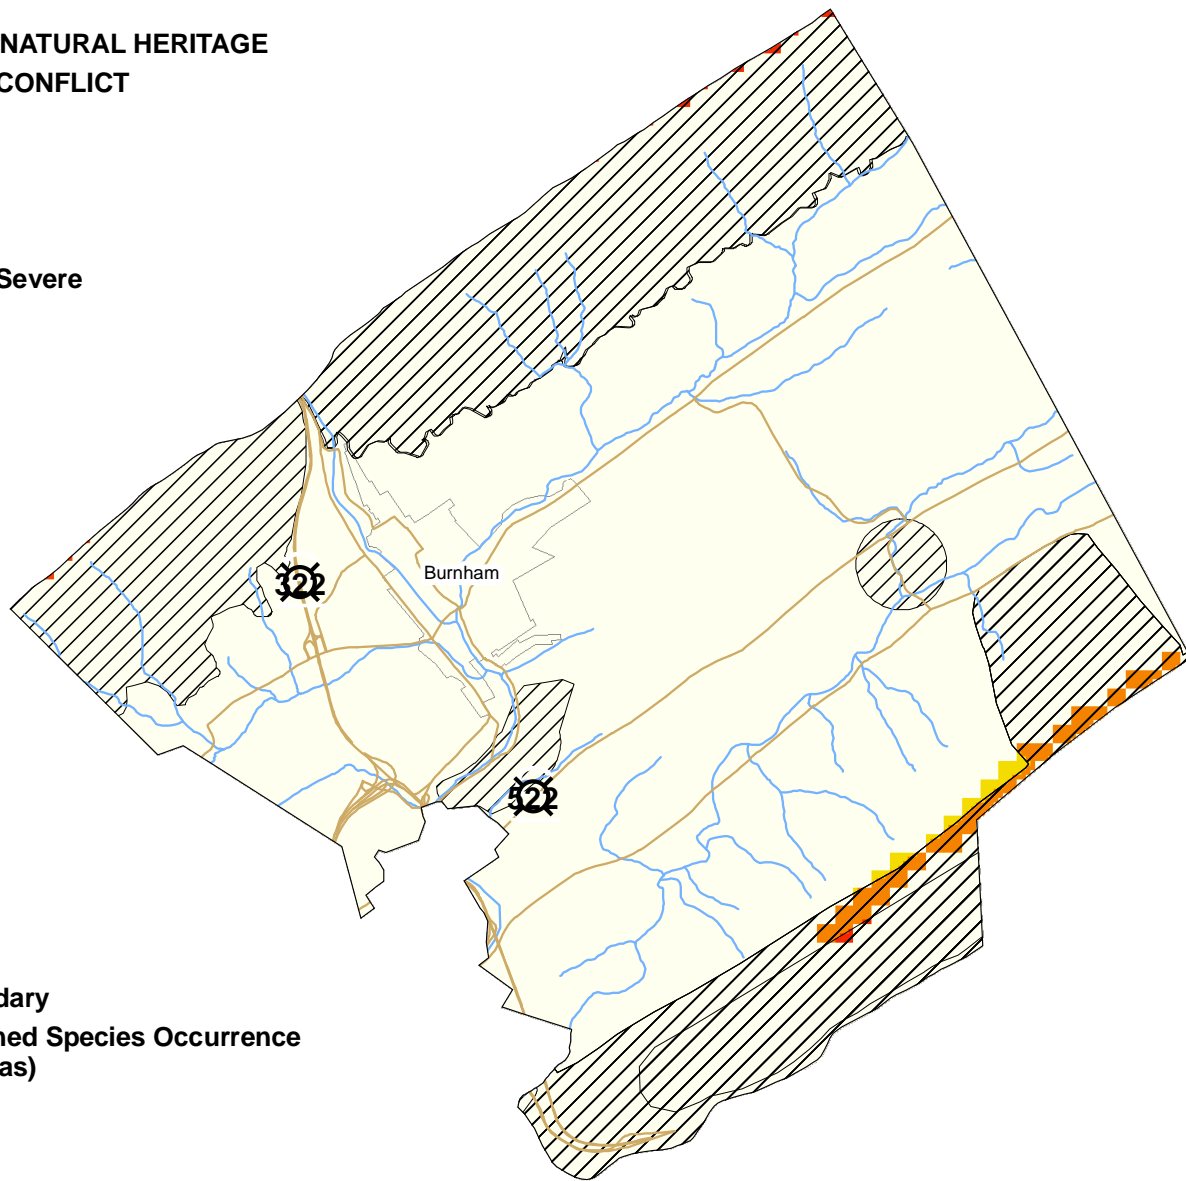 NATURAL HERITAGE
CONFLICT
Severe
322
Burnham
522
dary
ned Species Occurrence
as)